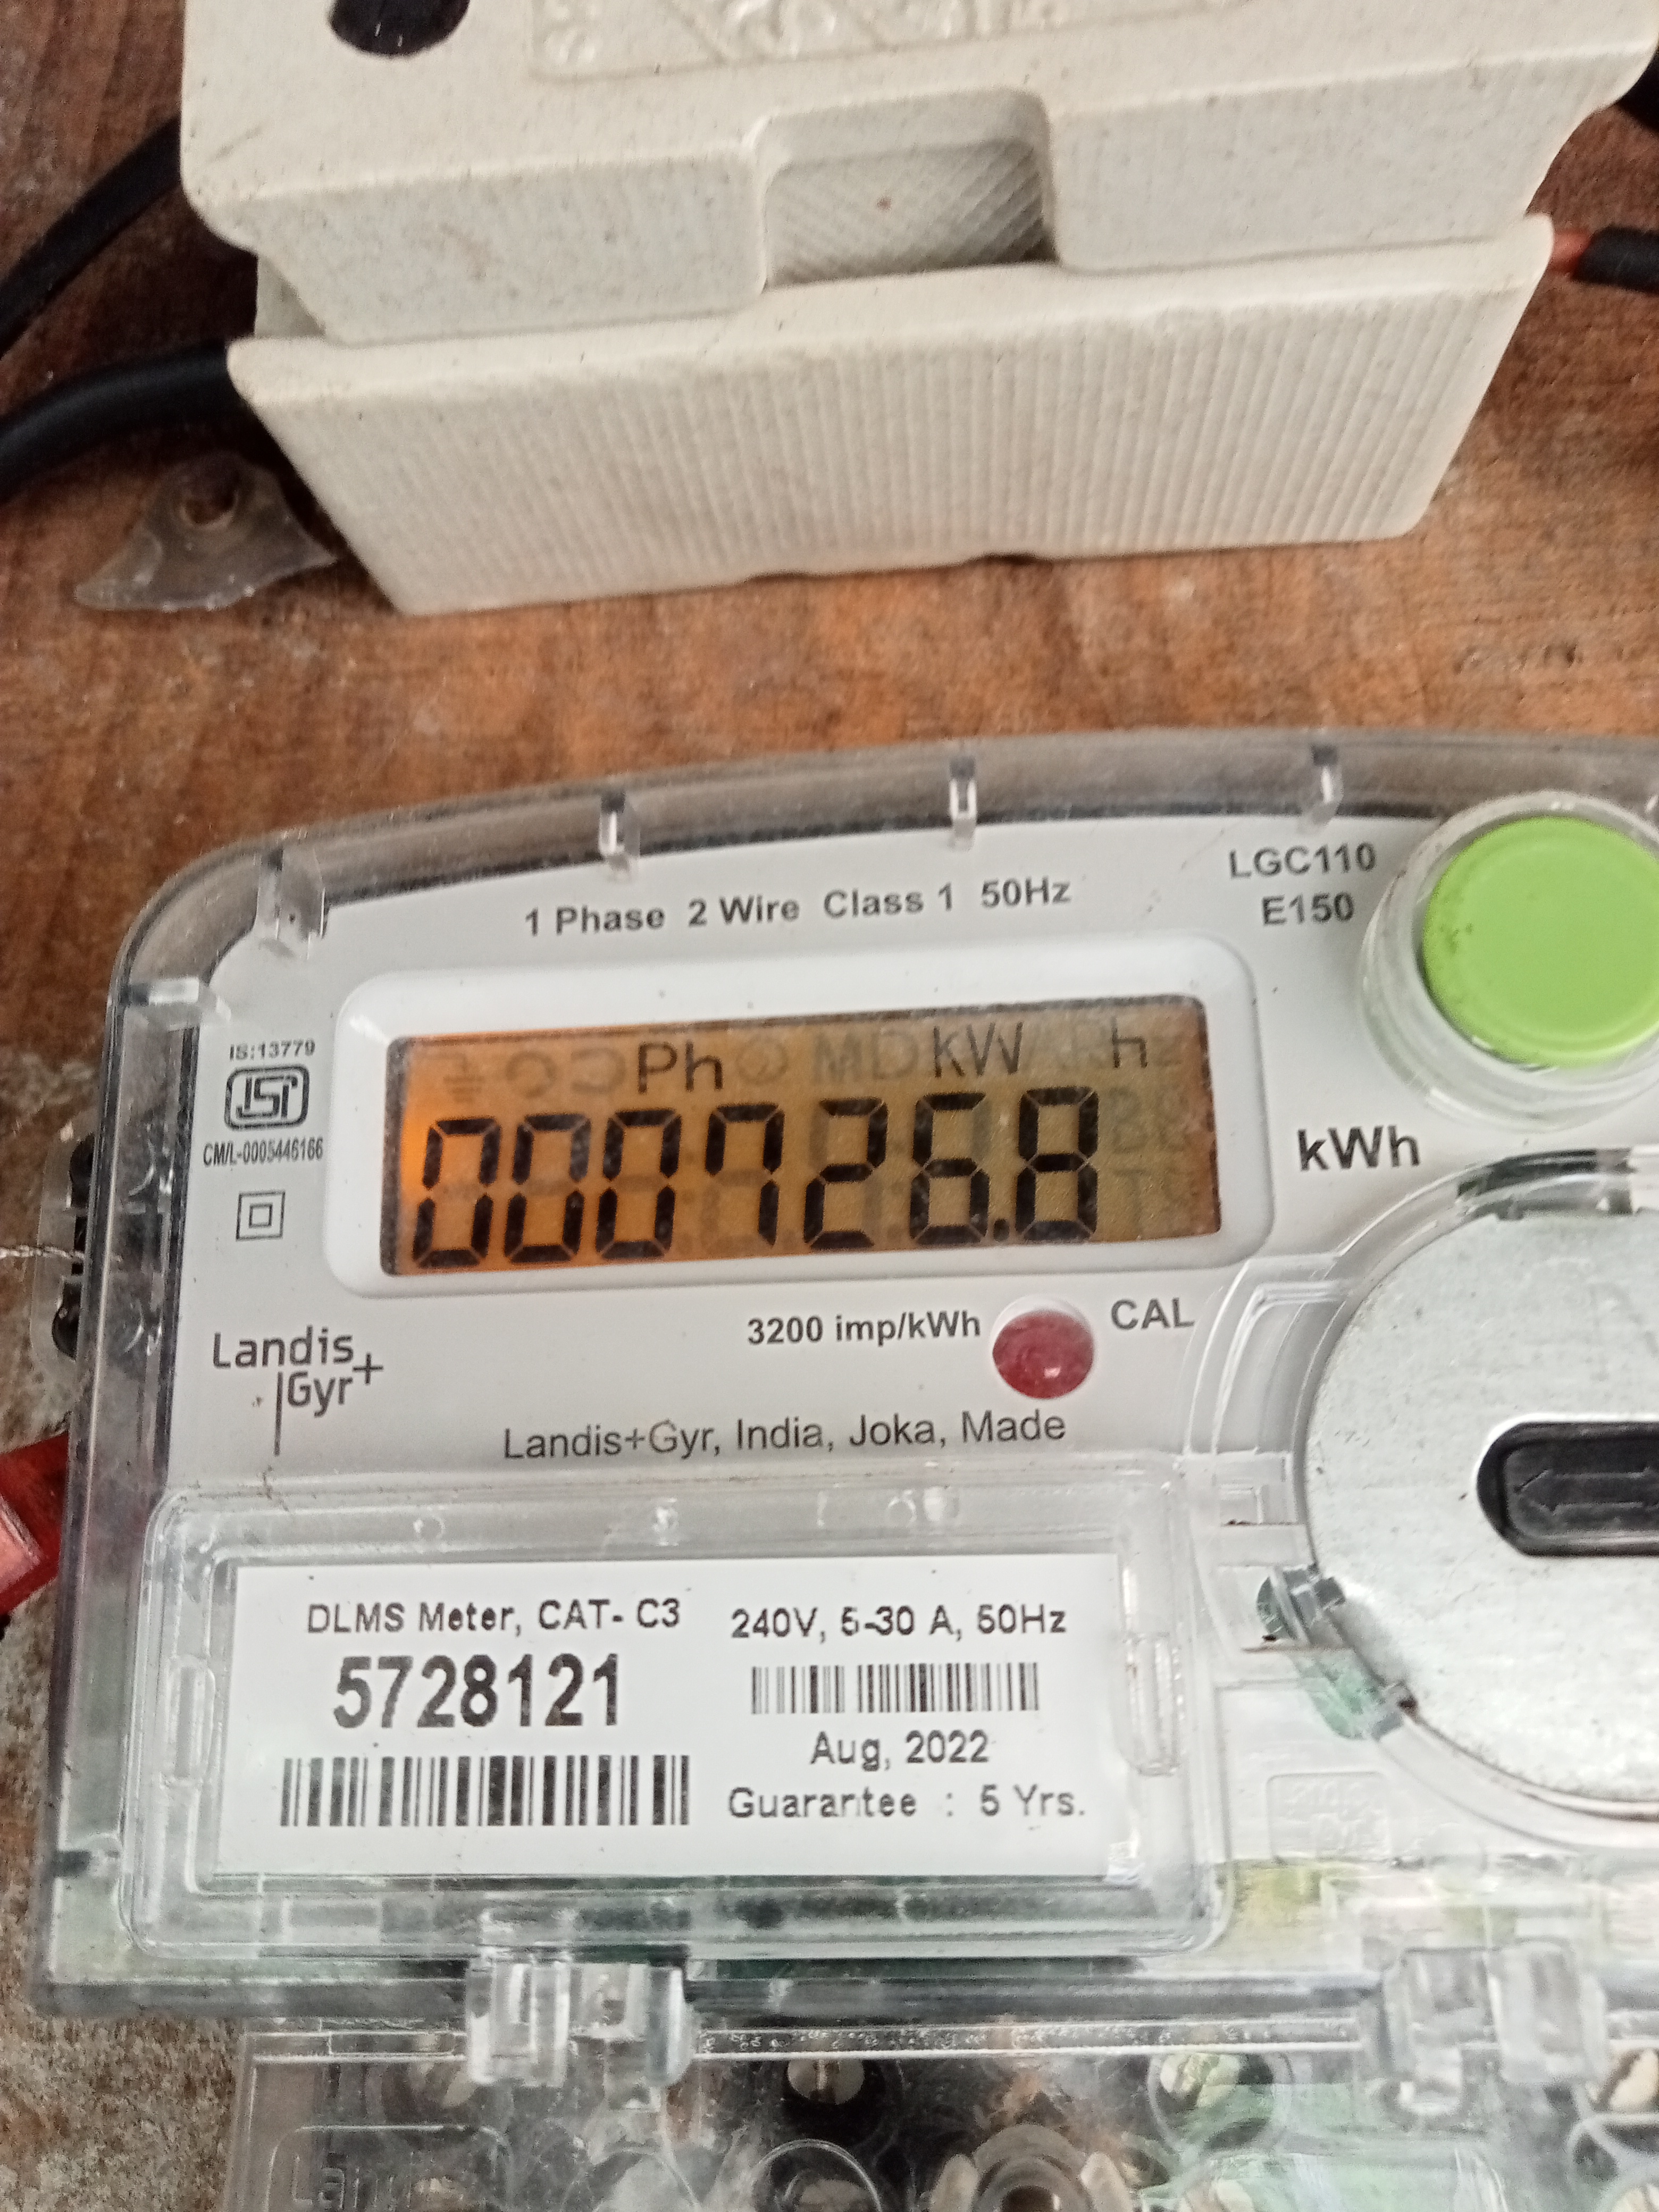 1 Phase 2 Wire Class 1 50Hz
LGC110
E150
IS:13779
ISI
CM/L-0005446166
Ph kW h
000726.8
kWh
3200 imp/kWh
CAL
Landis+
Gyr
Landis+Gyr, India, Joka, Made
DLMS Meter, CAT- C3
5728121
240V, 5-30 A, 50Hz
Aug, 2022
Guarantee : 5 Yrs.